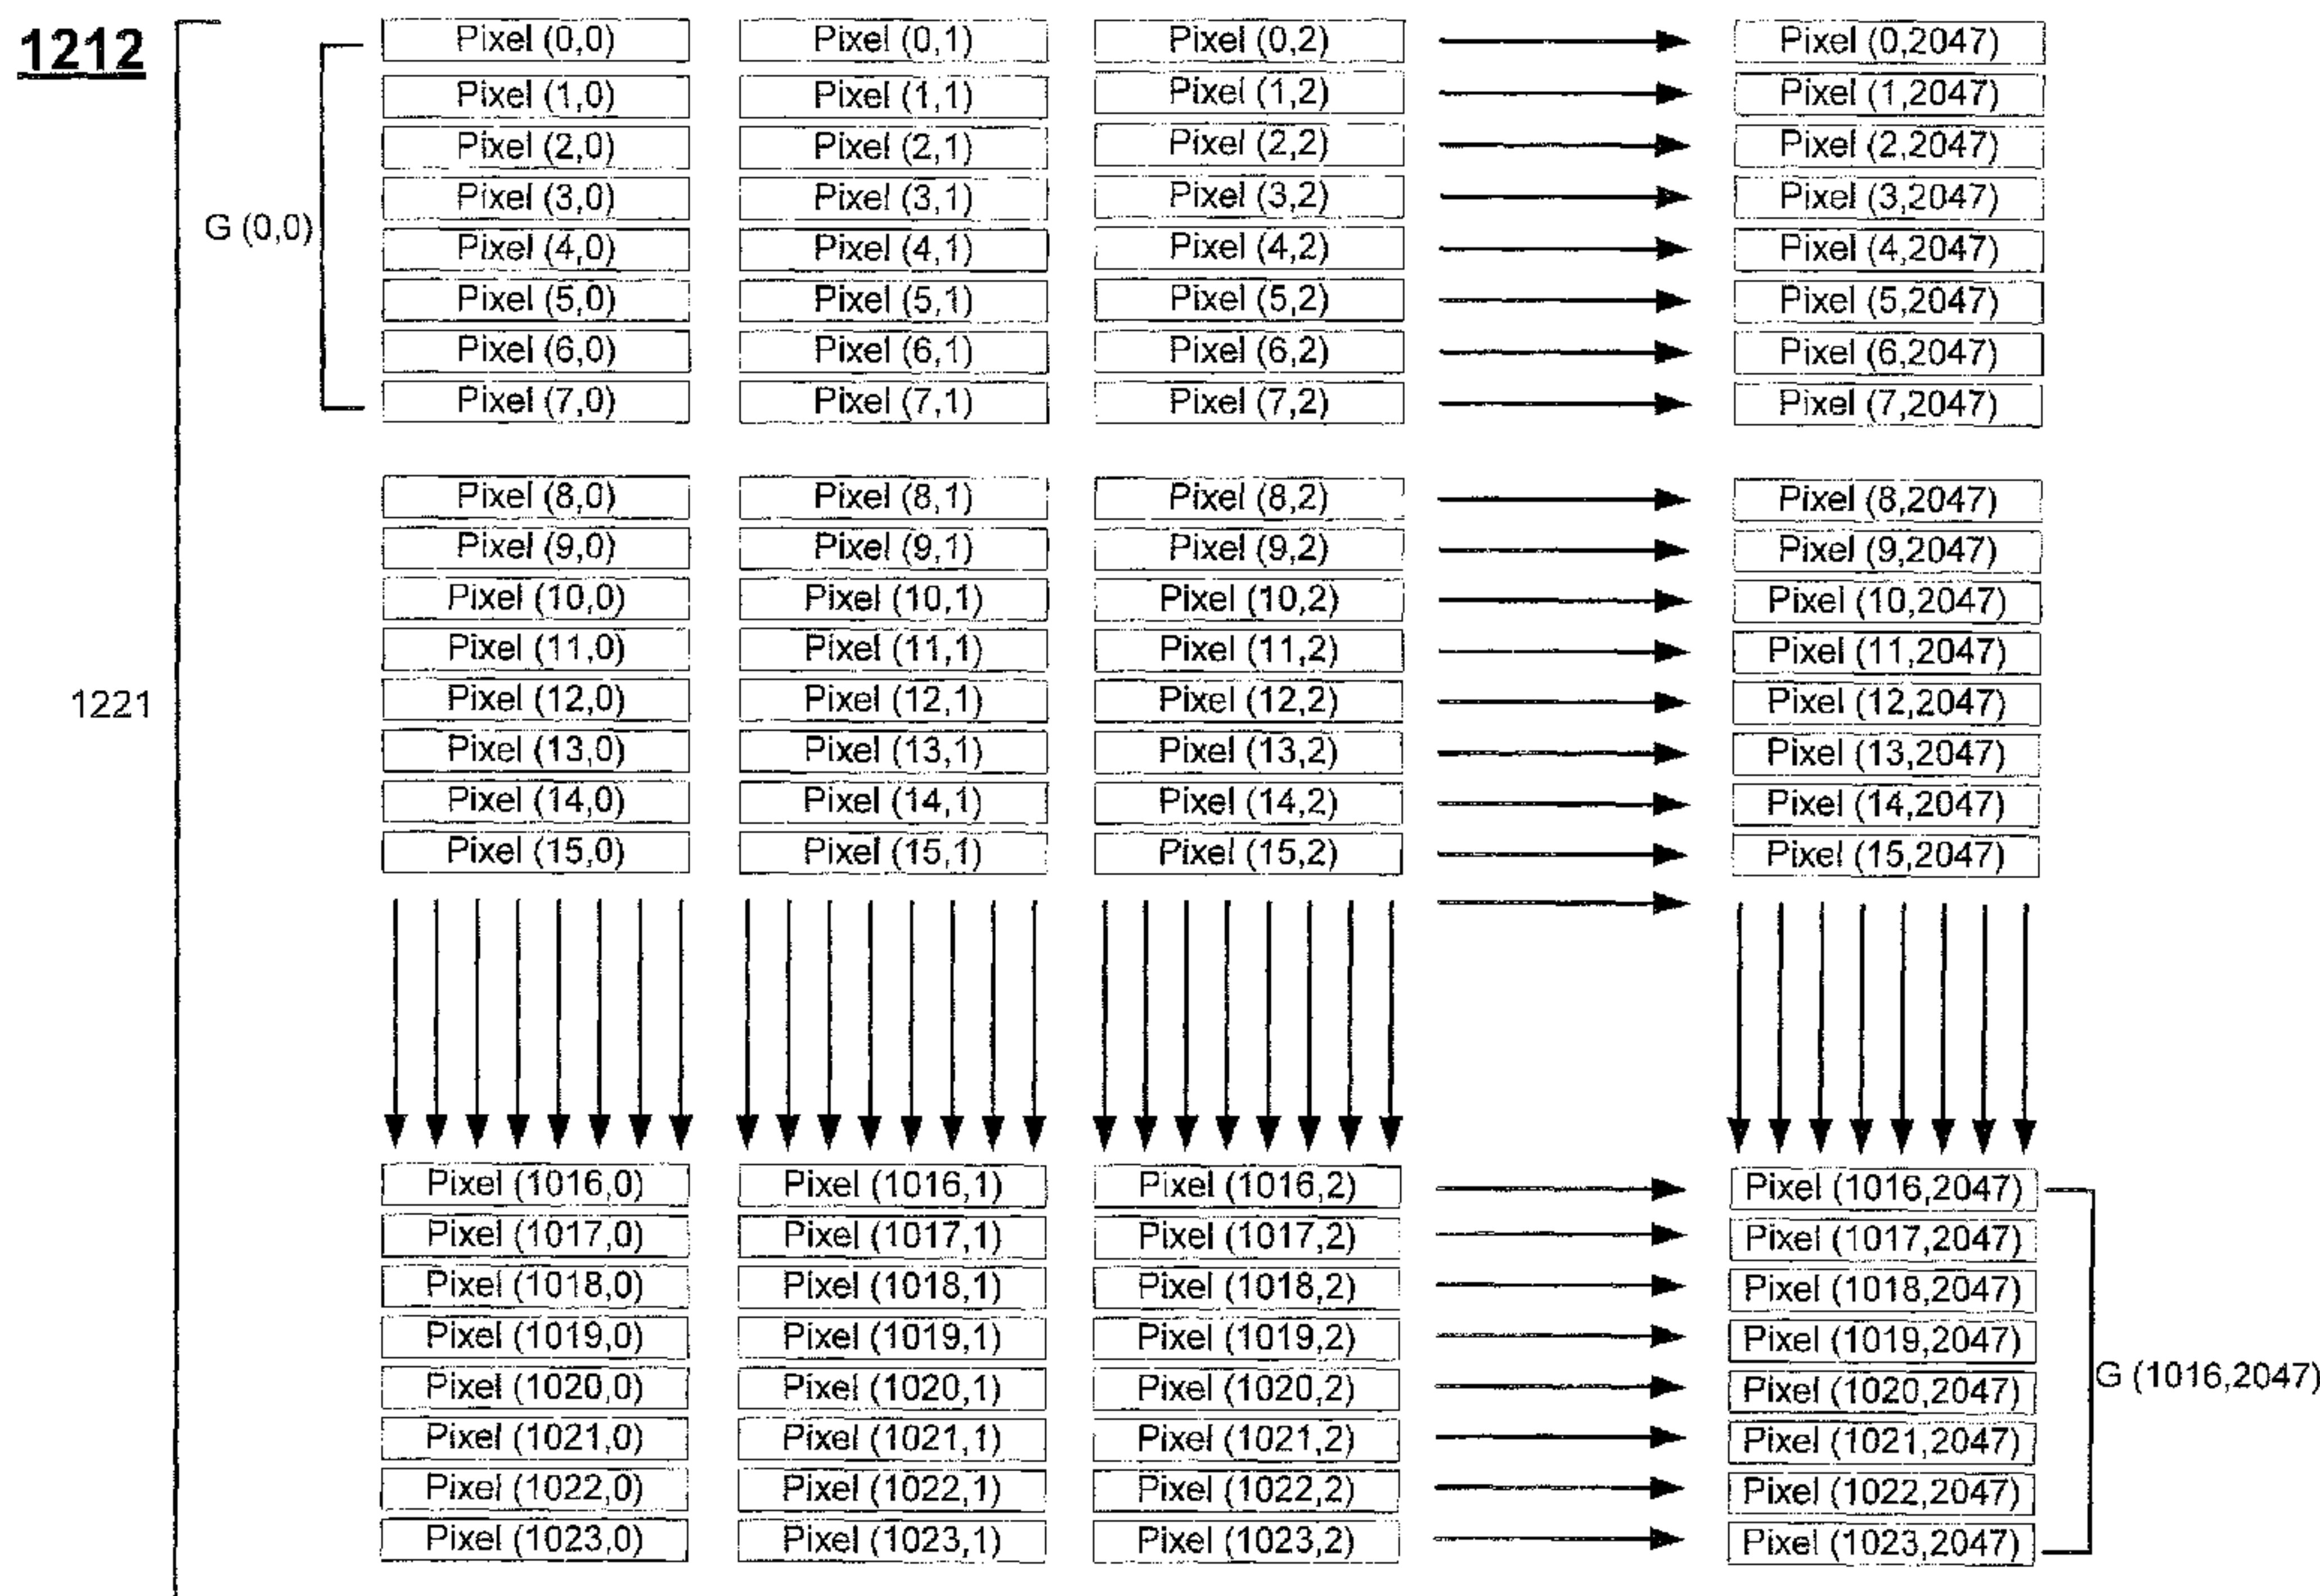 1212
Pixel (0,0) Pixel (0,1) Pixel (0,2) Pixel (0,2047)
Pixel (1,0) Pixel (1,1) Pixel (1,2) Pixel (1,2047)
Pixel (2,0) Pixel (2,1) Pixel (2,2) Pixel (2,2047)
Pixel (3,0) Pixel (3,1) Pixel (3,2) Pixel (3,2047)
G (0,0)
Pixel (4,0) Pixel (4,1) Pixel (4,2) Pixel (4,2047)
Pixel (5,0) Pixel (5,1) Pixel (5,2) Pixel (5,2047)
Pixel (6,0) Pixel (6,1) Pixel (6,2) Pixel (6,2047)
Pixel (7,0) Pixel (7,1) Pixel (7,2) Pixel (7,2047)
Pixel (8,0) Pixel (8,1) Pixel (8,2) Pixel (8,2047)
Pixel (9,0) Pixel (9,1) Pixel (9,2) Pixel (9,2047)
Pixel (10,0) Pixel (10,1) Pixel (10,2) Pixel (10,2047)
Pixel (11,0) Pixel (11,1) Pixel (11,2) Pixel (11,2047)
1221
Pixel (12,0) Pixel (12,1) Pixel (12,2) Pixel (12,2047)
Pixel (13,0) Pixel (13,1) Pixel (13,2) Pixel (13,2047)
Pixel (14,0) Pixel (14,1) Pixel (14,2) Pixel (14,2047)
Pixel (15,0) Pixel (15,1) Pixel (15,2) Pixel (15,2047)
Pixel (1016,0) Pixel (1016,1) Pixel (1016,2) Pixel (1016,2047)
Pixel (1017,0) Pixel (1017,1) Pixel (1017,2) Pixel (1017,2047)
Pixel (1018,0) Pixel (1018,1) Pixel (1018,2) Pixel (1018,2047)
Pixel (1019,0) Pixel (1019,1) Pixel (1019,2) Pixel (1019,2047)
G (1016,2047)
Pixel (1020,0) Pixel (1020,1) Pixel (1020,2) Pixel (1020,2047)
Pixel (1021,0) Pixel (1021,1) Pixel (1021,2) Pixel (1021,2047)
Pixel (1022,0) Pixel (1022,1) Pixel (1022,2) Pixel (1022,2047)
Pixel (1023,0) Pixel (1023,1) Pixel (1023,2) Pixel (1023,2047)